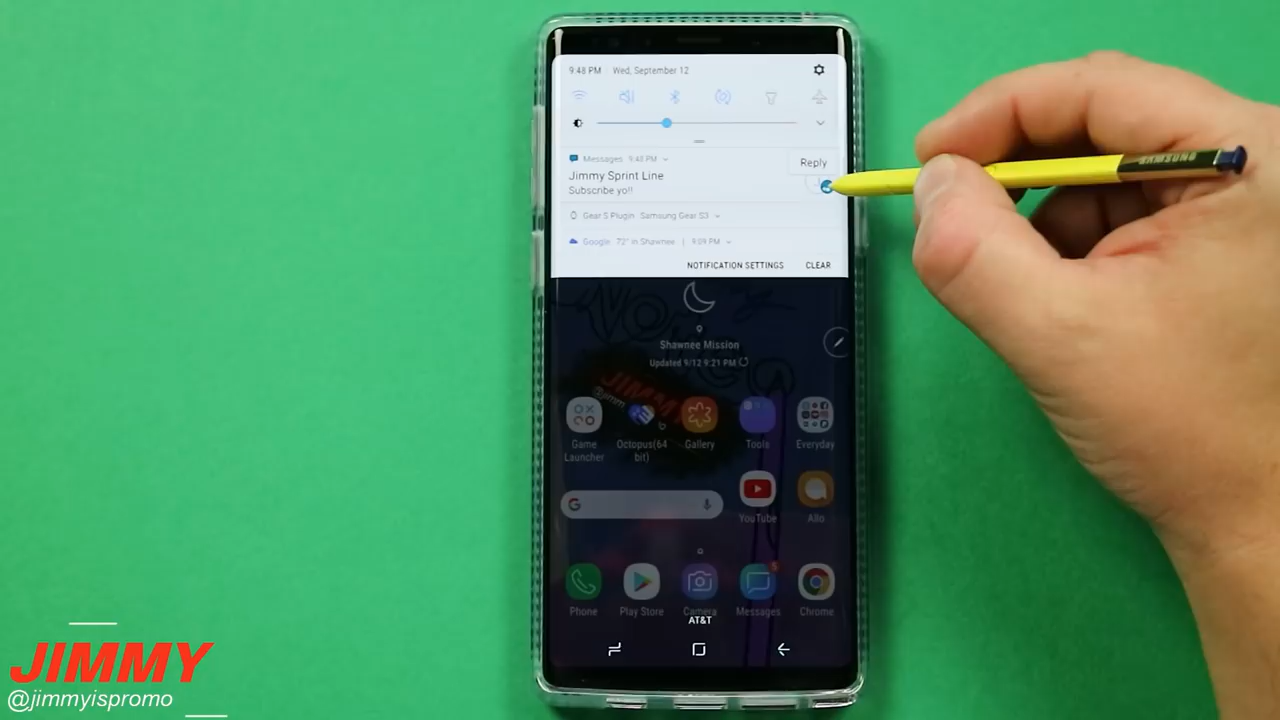 9:48 PM Wed, September 12
Messages 9:43 PM
Reply
Jimmy Sprint Line
Subscribe yo!!
Gear S Plugin Samsung Gear S3
Google 72° in Shawnee | 9:09 PM
NOTIFICATION SETTINGS CLEAR
Shawnee Mission
Updated 9/12 9:21 PM
JIMMY
Game Launcher
Octopus(64 bit)
Gallery
Tools
Everyday
G
YouTube
Allo
5
Phone
Play Store
Camera
Messages
Chrome
AT&T
SAMSUNG
JIMMY
@jimmyispromo